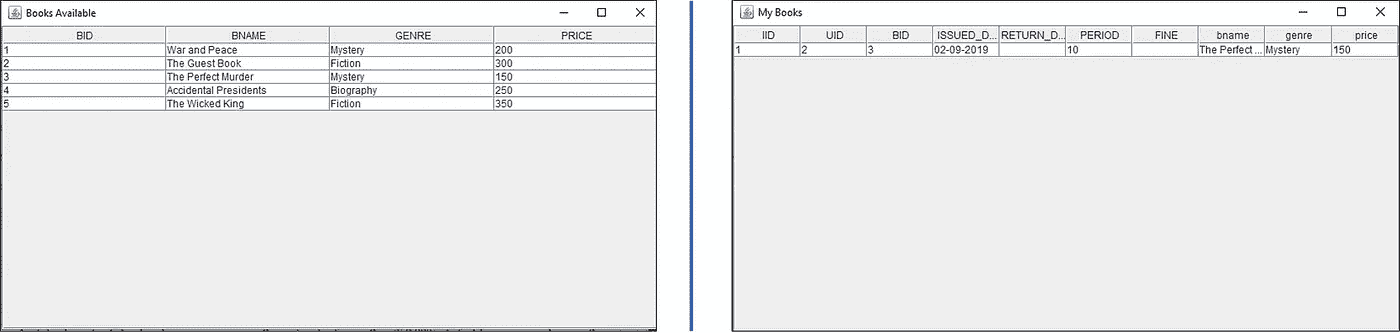 Books Available
BID BNAME GENRE PRICE
1 War and Peace Mystery 200
2 The Guest Book Fiction 300
3 The Perfect Murder Mystery 150
4 Accidental Presidents Biography 250
5 The Wicked King Fiction 350
My Books
IID UID BID ISSUED_D... RETURN_D... PERIOD FINE bname genre price
1 2 3 02-09-2019 10 The Perfect ... Mystery 150